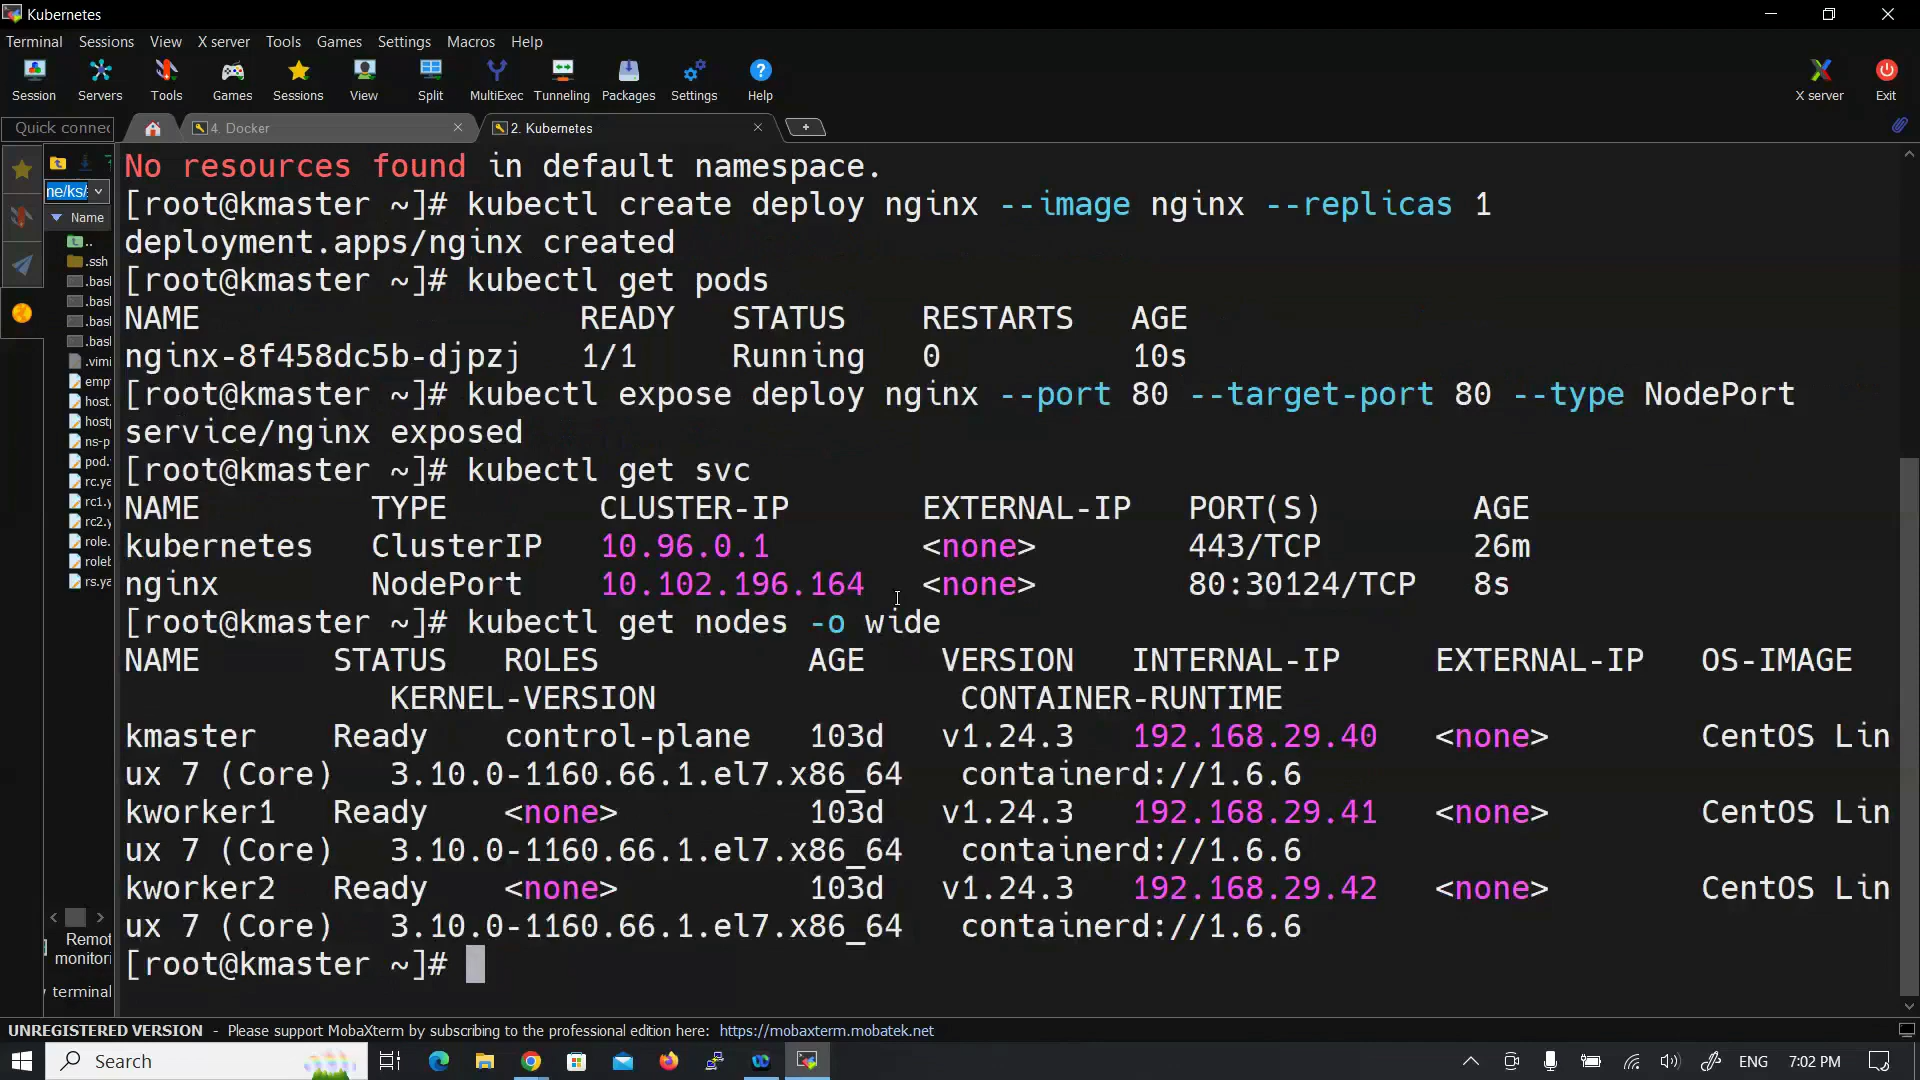 Kubernetes
Terminal Sessions View X server Tools Games Settings Macros Help
Session Servers Tools Games Sessions View Split MultiExec Tunneling Packages Settings Help X server Exit
Quick connec 4. Docker 2. Kubernetes
No resources found in default namespace.
[root@kmaster ~]# kubectl create deploy nginx --image nginx --replicas 1
deployment.apps/nginx created
[root@kmaster ~]# kubectl get pods
NAME READY STATUS RESTARTS AGE
nginx-8f458dc5b-djpzj 1/1 Running 0 10s
[root@kmaster ~]# kubectl expose deploy nginx --port 80 --target-port 80 --type NodePort
service/nginx exposed
[root@kmaster ~]# kubectl get svc
NAME TYPE CLUSTER-IP EXTERNAL-IP PORT(S) AGE
kubernetes ClusterIP 10.96.0.1 <none> 443/TCP 26m
nginx NodePort 10.102.196.164 <none> 80:30124/TCP 8s
[root@kmaster ~]# kubectl get nodes -o wide
NAME STATUS ROLES AGE VERSION INTERNAL-IP EXTERNAL-IP OS-IMAGE
KERNEL-VERSION CONTAINER-RUNTIME
kmaster Ready control-plane 103d v1.24.3 192.168.29.40 <none> CentOS Lin
ux 7 (Core) 3.10.0-1160.66.1.el7.x86_64 containerd://1.6.6
kworker1 Ready <none> 103d v1.24.3 192.168.29.41 <none> CentOS Lin
ux 7 (Core) 3.10.0-1160.66.1.el7.x86_64 containerd://1.6.6
kworker2 Ready <none> 103d v1.24.3 192.168.29.42 <none> CentOS Lin
ux 7 (Core) 3.10.0-1160.66.1.el7.x86_64 containerd://1.6.6
[root@kmaster ~]#
ne/ks/
Name
..
.ssh
.bas
.bas
.bas
.bas
.vimi
emp
host.
host
ns-p
pod.
rc.ya
rc1.y
rc2.y
role.
roleb
rs.ya
Remot
monitori
terminal
UNREGISTERED VERSION - Please support MobaXterm by subscribing to the professional edition here: https://mobaxterm.mobatek.net
Search ENG 7:02 PM